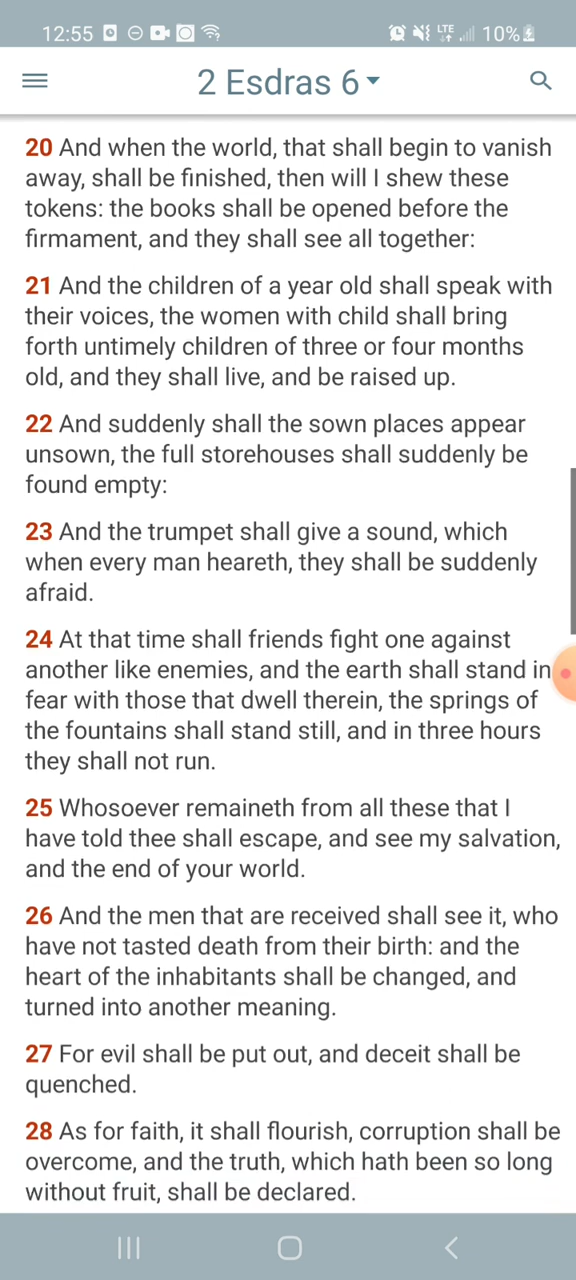 12:55 LTE 10%
2 Esdras 6
20 And when the world, that shall begin to vanish
away, shall be finished, then will I shew these
tokens: the books shall be opened before the
firmament, and they shall see all together:
21 And the children of a year old shall speak with
their voices, the women with child shall bring
forth untimely children of three or four months
old, and they shall live, and be raised up.
22 And suddenly shall the sown places appear
unsown, the full storehouses shall suddenly be
found empty:
23 And the trumpet shall give a sound, which
when every man heareth, they shall be suddenly
afraid.
24 At that time shall friends fight one against
another like enemies, and the earth shall stand in
fear with those that dwell therein, the springs of
the fountains shall stand still, and in three hours
they shall not run.
25 Whosoever remaineth from all these that I
have told thee shall escape, and see my salvation,
and the end of your world.
26 And the men that are received shall see it, who
have not tasted death from their birth: and the
heart of the inhabitants shall be changed, and
turned into another meaning.
27 For evil shall be put out, and deceit shall be
quenched.
28 As for faith, it shall flourish, corruption shall be
overcome, and the truth, which hath been so long
without fruit, shall be declared.